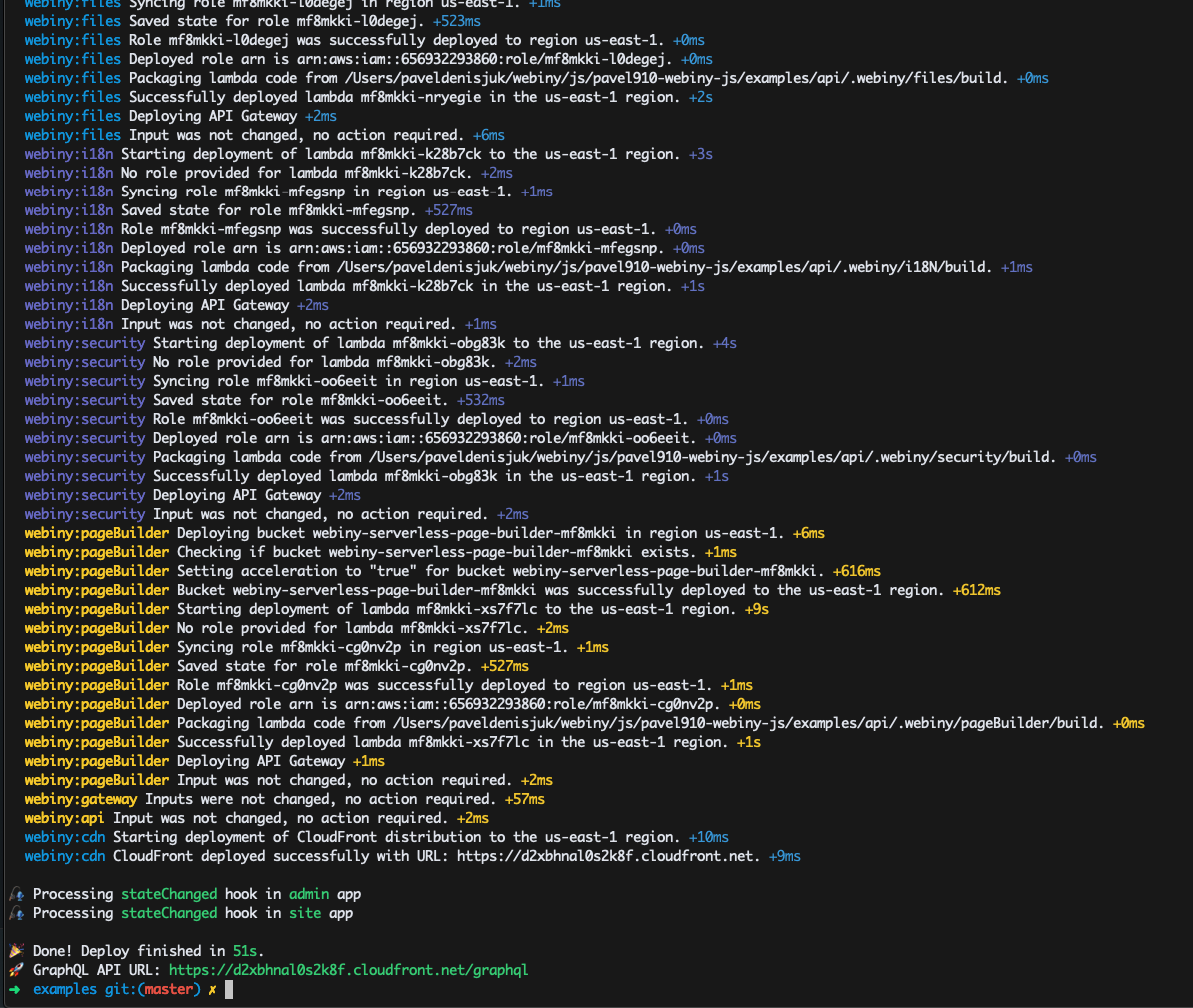 webiny:files Syncing role mf8mkki-l0degej in region us-east-1. +1ms
webiny:files Saved state for role mf8mkki-l0degej. +523ms
webiny:files Role mf8mkki-l0degej was successfully deployed to region us-east-1. +0ms
webiny:files Deployed role arn is arn:aws:iam::656932293860:role/mf8mkki-l0degej. +0ms
webiny:files Packaging lambda code from /Users/paveldenisjuk/webiny/js/pavel910-webiny-js/examples/api/.webiny/files/build. +0ms
webiny:files Successfully deployed lambda mf8mkki-nryegie in the us-east-1 region. +2s
webiny:files Deploying API Gateway +2ms
webiny:files Input was not changed, no action required. +6ms
webiny:i18n Starting deployment of lambda mf8mkki-k28b7ck to the us-east-1 region. +3s
webiny:i18n No role provided for lambda mf8mkki-k28b7ck. +2ms
webiny:i18n Syncing role mf8mkki-mfegsnp in region us-east-1. +1ms
webiny:i18n Saved state for role mf8mkki-mfegsnp. +527ms
webiny:i18n Role mf8mkki-mfegsnp was successfully deployed to region us-east-1. +0ms
webiny:i18n Deployed role arn is arn:aws:iam::656932293860:role/mf8mkki-mfegsnp. +0ms
webiny:i18n Packaging lambda code from /Users/paveldenisjuk/webiny/js/pavel910-webiny-js/examples/api/.webiny/i18N/build. +1ms
webiny:i18n Successfully deployed lambda mf8mkki-k28b7ck in the us-east-1 region. +1s
webiny:i18n Deploying API Gateway +2ms
webiny:i18n Input was not changed, no action required. +1ms
webiny:security Starting deployment of lambda mf8mkki-obg83k to the us-east-1 region. +4s
webiny:security No role provided for lambda mf8mkki-obg83k. +2ms
webiny:security Syncing role mf8mkki-oo6eeit in region us-east-1. +1ms
webiny:security Saved state for role mf8mkki-oo6eeit. +532ms
webiny:security Role mf8mkki-oo6eeit was successfully deployed to region us-east-1. +0ms
webiny:security Deployed role arn is arn:aws:iam::656932293860:role/mf8mkki-oo6eeit. +0ms
webiny:security Packaging lambda code from /Users/paveldenisjuk/webiny/js/pavel910-webiny-js/examples/api/.webiny/security/build. +0ms
webiny:security Successfully deployed lambda mf8mkki-obg83k in the us-east-1 region. +1s
webiny:security Deploying API Gateway +2ms
webiny:security Input was not changed, no action required. +2ms
webiny:pageBuilder Deploying bucket webiny-serverless-page-builder-mf8mkki in region us-east-1. +6ms
webiny:pageBuilder Checking if bucket webiny-serverless-page-builder-mf8mkki exists. +1ms
webiny:pageBuilder Setting acceleration to "true" for bucket webiny-serverless-page-builder-mf8mkki. +616ms
webiny:pageBuilder Bucket webiny-serverless-page-builder-mf8mkki was successfully deployed to the us-east-1 region. +612ms
webiny:pageBuilder Starting deployment of lambda mf8mkki-xs7f7lc to the us-east-1 region. +9s
webiny:pageBuilder No role provided for lambda mf8mkki-xs7f7lc. +2ms
webiny:pageBuilder Syncing role mf8mkki-cg0nv2p in region us-east-1. +1ms
webiny:pageBuilder Saved state for role mf8mkki-cg0nv2p. +527ms
webiny:pageBuilder Role mf8mkki-cg0nv2p was successfully deployed to region us-east-1. +1ms
webiny:pageBuilder Deployed role arn is arn:aws:iam::656932293860:role/mf8mkki-cg0nv2p. +0ms
webiny:pageBuilder Packaging lambda code from /Users/paveldenisjuk/webiny/js/pavel910-webiny-js/examples/api/.webiny/pageBuilder/build. +0ms
webiny:pageBuilder Successfully deployed lambda mf8mkki-xs7f7lc in the us-east-1 region. +1s
webiny:pageBuilder Deploying API Gateway +1ms
webiny:pageBuilder Input was not changed, no action required. +2ms
webiny:gateway Inputs were not changed, no action required. +57ms
webiny:api Input was not changed, no action required. +2ms
webiny:cdn Starting deployment of CloudFront distribution to the us-east-1 region. +10ms
webiny:cdn CloudFront deployed successfully with URL: https://d2xbhnal0s2k8f.cloudfront.net. +9ms
🎣 Processing stateChanged hook in admin app
🎣 Processing stateChanged hook in site app
🎉 Done! Deploy finished in 51s.
🚀 GraphQL API URL: https://d2xbhnal0s2k8f.cloudfront.net/graphql
➜ examples git:(master) ✗